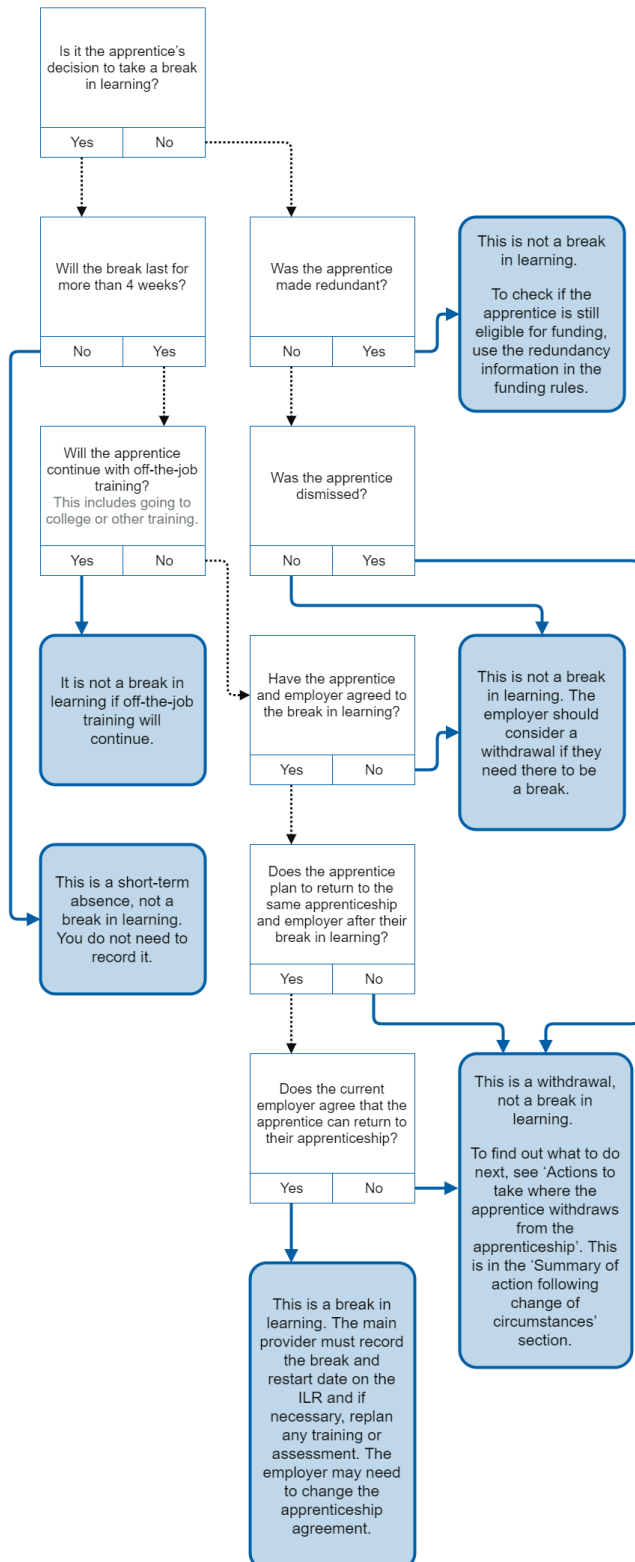 Is it the apprentice's
decision to take a break
in learning?
Yes
No
Will the break last for
more than 4 weeks?
No
Yes
Was the apprentice
made redundant?
No
Yes
This is not a break
in learning.
To check if the
apprentice is still
eligible for funding,
use the redundancy
information in the
funding rules.
Will the apprentice
continue with off-the-job
training?
This includes going to
college or other training.
Yes
No
Was the apprentice
dismissed?
No
Yes
It is not a break in
learning if off-the-job
training will
continue.
Have the apprentice
and employer agreed to
the break in learning?
Yes
No
This is not a break
in learning. The
employer should
consider a
withdrawal if they
need there to be
a break.
This is a short-term
absence, not a
break in learning.
You do not need to
record it.
Does the apprentice
plan to return to the
same apprenticeship
and employer after their
break in learning?
Yes
No
Does the current
employer agree that the
apprentice can return to
their apprenticeship?
Yes
No
This is a withdrawal,
not a break in
learning.
To find out what to do
next, see ‘Actions to
take where the
apprentice withdraws
from the
apprenticeship’. This
is in the ‘Summary of
action following
change of
circumstances’
section.
This is a break in
learning. The main
provider must record
the break and
restart date on the
ILR and if
necessary, replan
any training or
assessment. The
employer may need
to change the
apprenticeship
agreement.